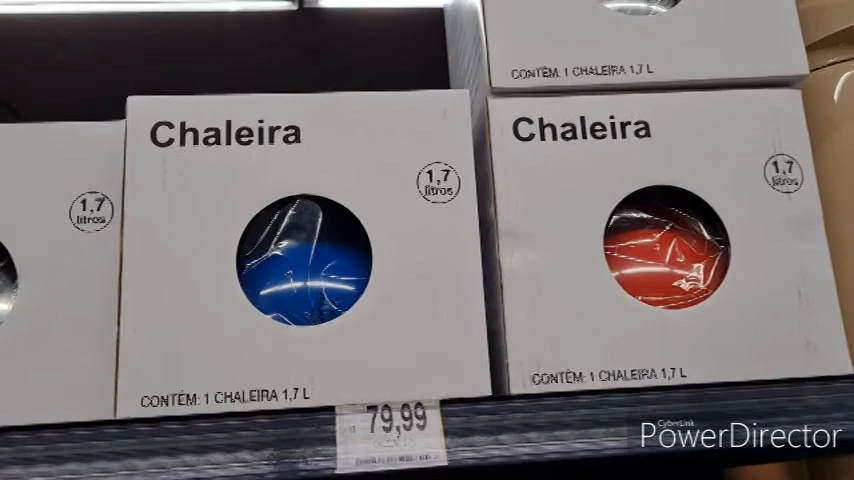 CONTÉM: 1 CHALEIRA 1,7 L
Chaleira
1,7
litros
Chaleira
1,7
litros
1,7
litros
CONTÉM: 1 CHALEIRA 1,7 L
CONTÉM: 1 CHALEIRA 1,7 L
79,99
CyberLink
PowerDirector